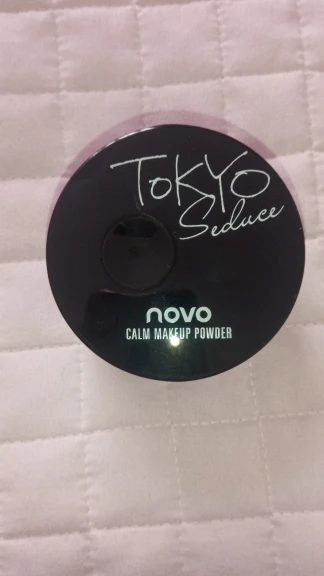 TOKYO
Seduce
novo
CALM MAKEUP POWDER